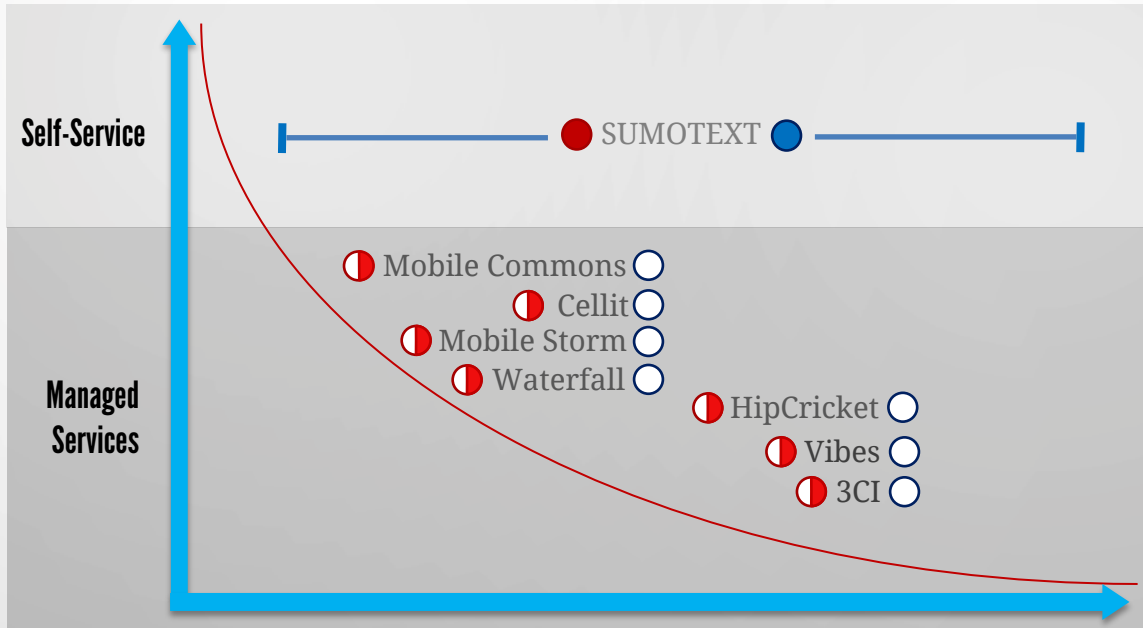 Self-Service
SUMOTEXT
Mobile Commons
Cellit
Mobile Storm
Waterfall
Managed
Services
HipCricket
Vibes
3CI